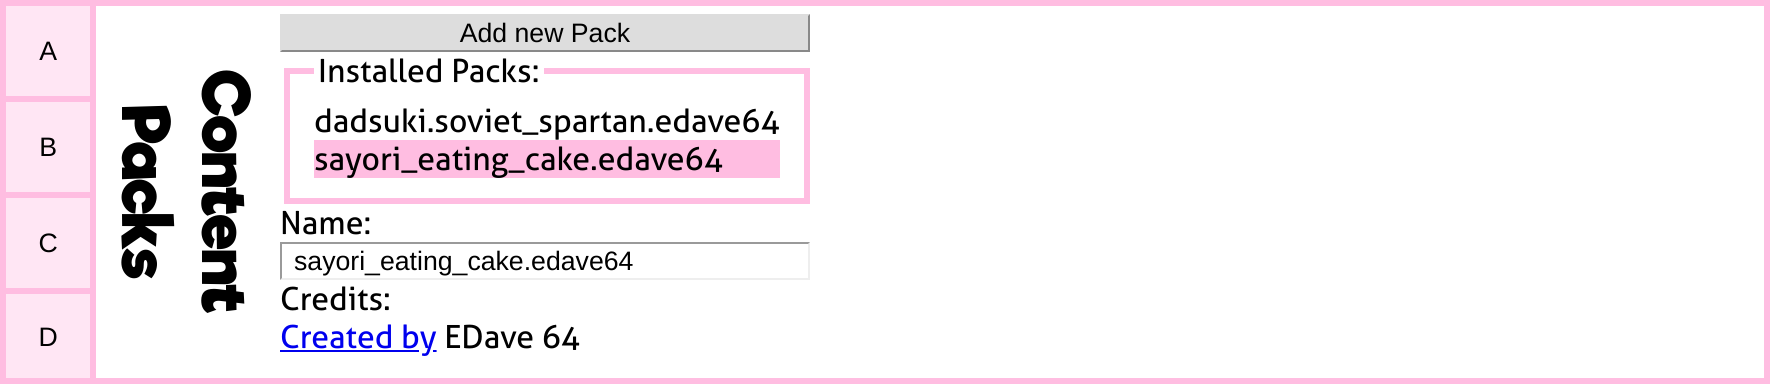 A
B
C
D
Content
Packs
Add new Pack
Installed Packs:
dadsuki.soviet_spartan.edave64
sayori_eating_cake.edave64
Name:
sayori_eating_cake.edave64
Credits:
Created by EDave 64